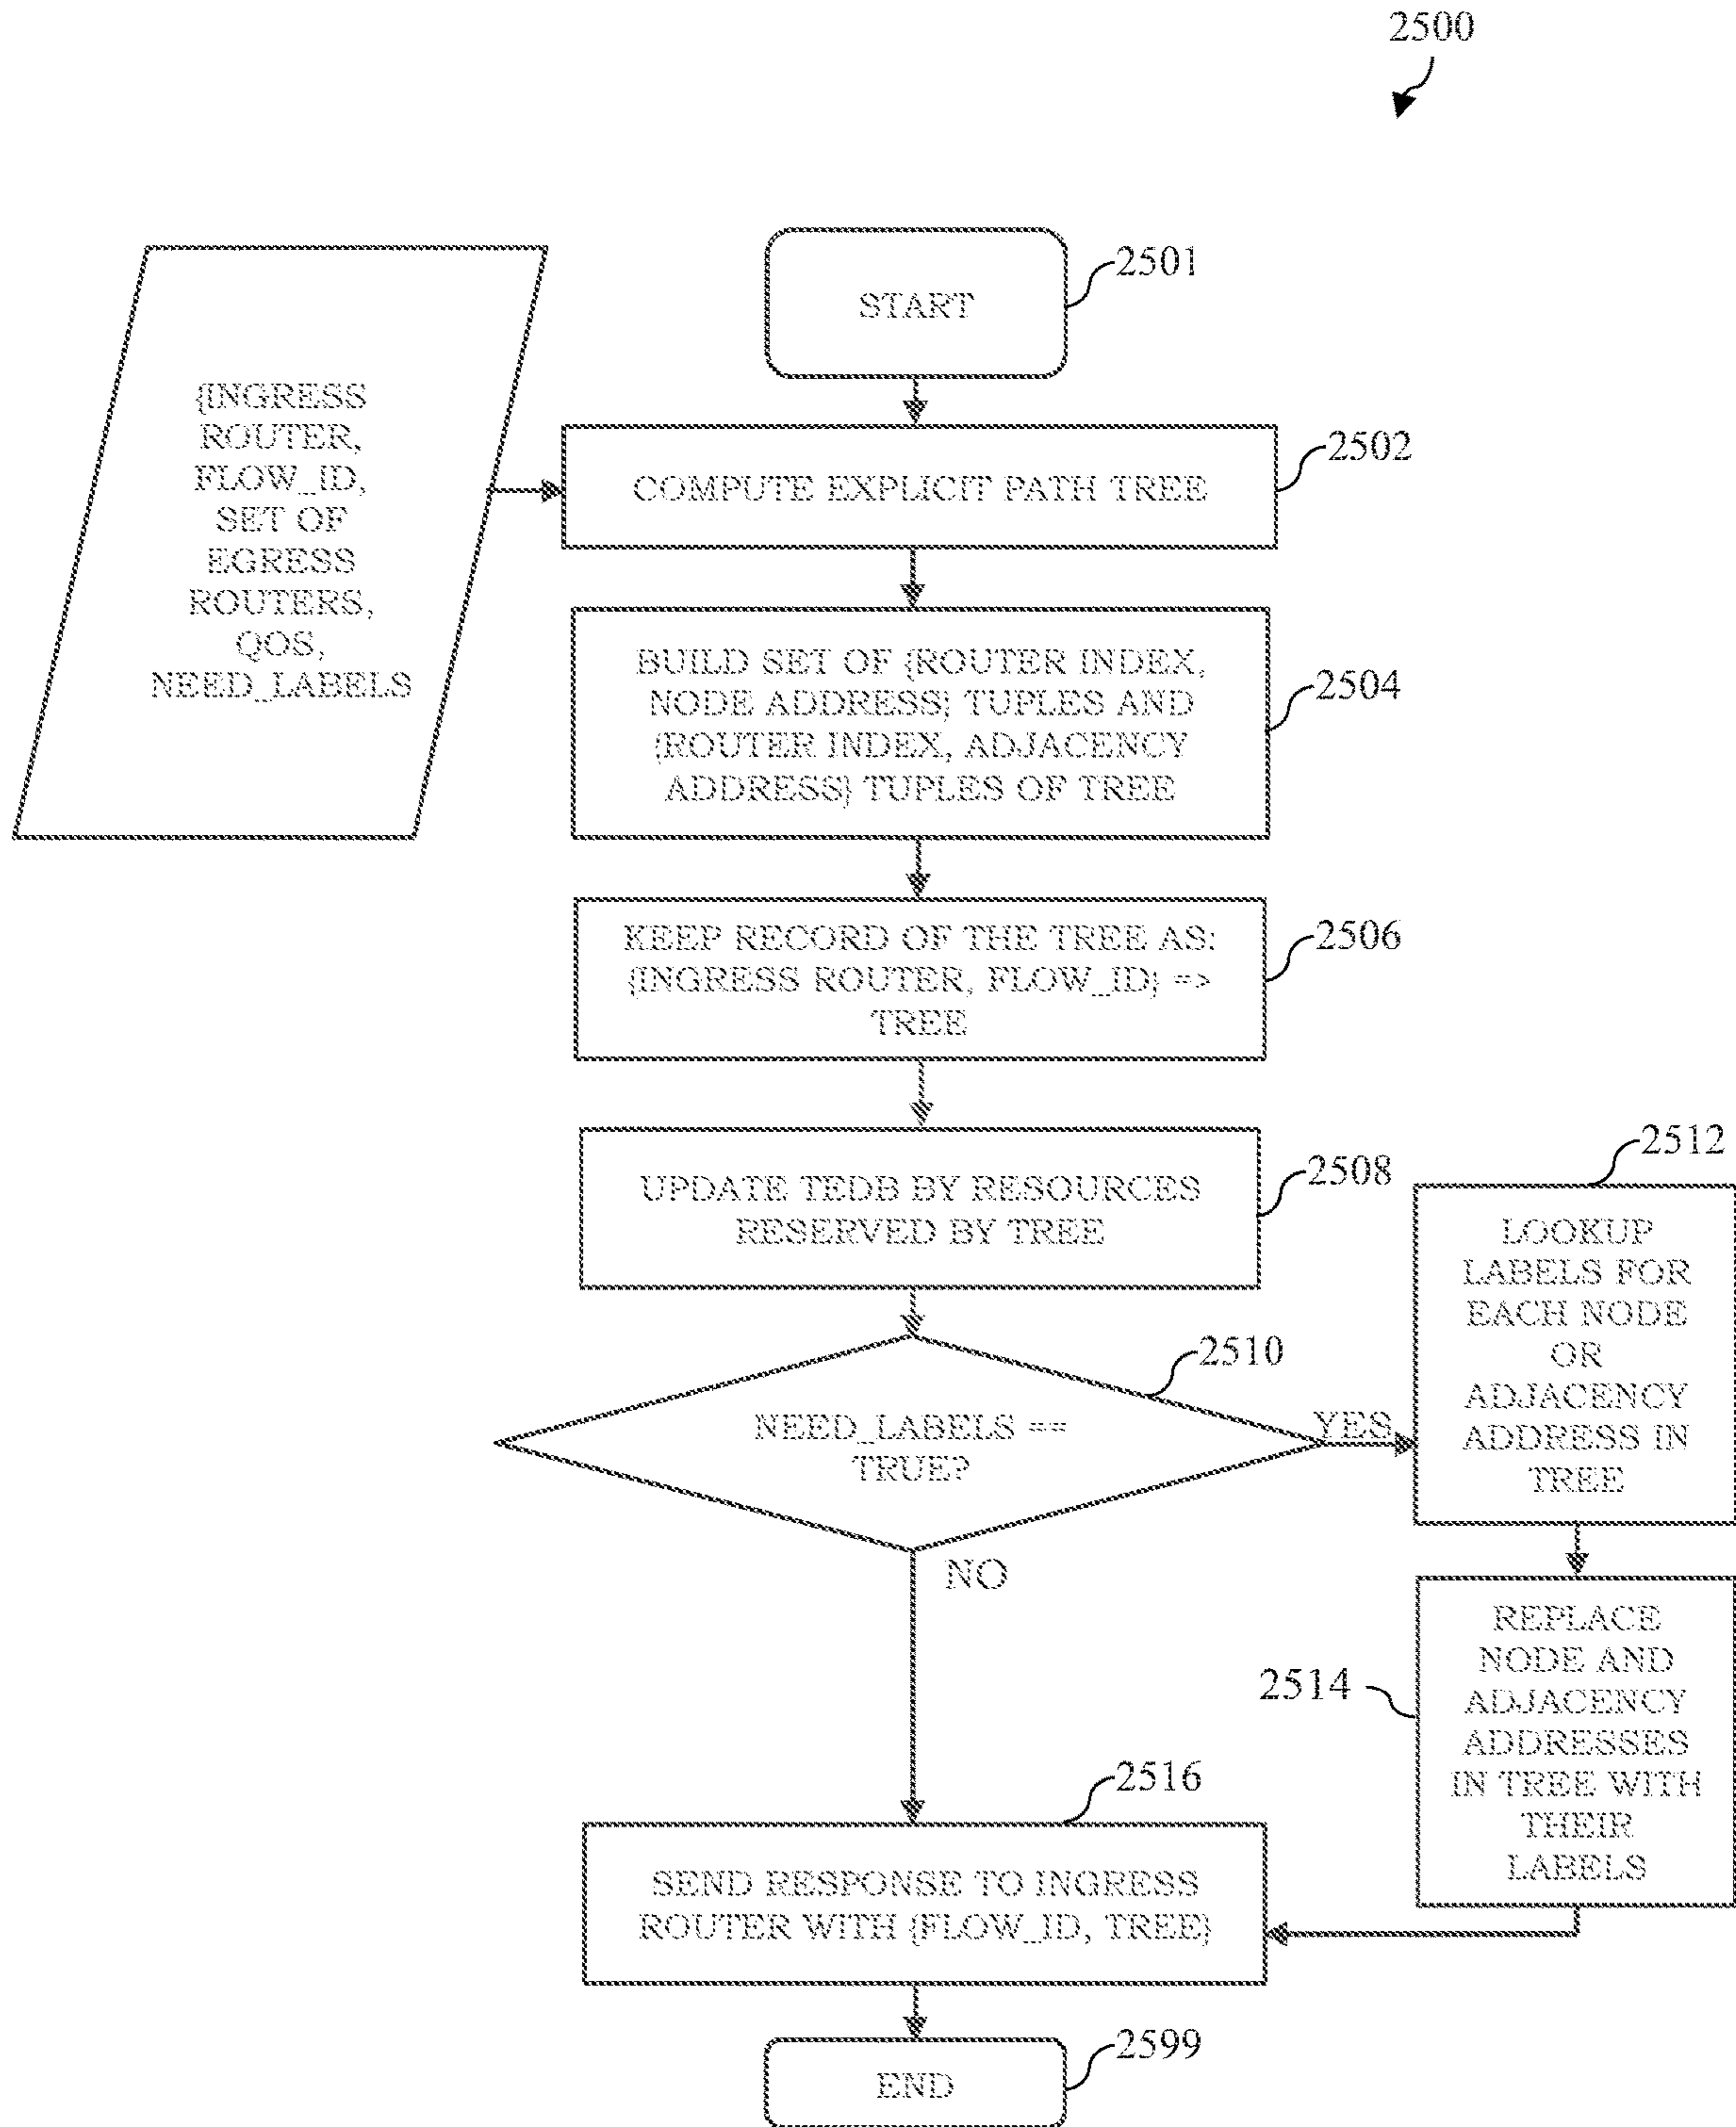 2500
START
2501
{INGRESS
ROUTER,
FLOW_ID,
SET OF
EGRESS
ROUTERS,
QOS,
NEED_LABELS
COMPUTE EXPLICIT PATH TREE
2502
BUILD SET OF {ROUTER INDEX,
NODE ADDRESS} TUPLES AND
{ROUTER INDEX, ADJACENCY
ADDRESS} TUPLES OF TREE
2504
KEEP RECORD OF THE TREE AS:
{INGRESS ROUTER, FLOW_ID} =>
TREE
2506
UPDATE TEDB BY RESOURCES
RESERVED BY TREE
2508
NEED_LABELS ==
TRUE?
2510
YES
NO
2512
LOOKUP
LABELS FOR
EACH NODE
OR
ADJACENCY
ADDRESS IN
TREE
REPLACE
NODE AND
ADJACENCY
ADDRESSES
IN TREE WITH
THEIR
LABELS
2514
2516
SEND RESPONSE TO INGRESS
ROUTER WITH {FLOW_ID, TREE}
END
2599